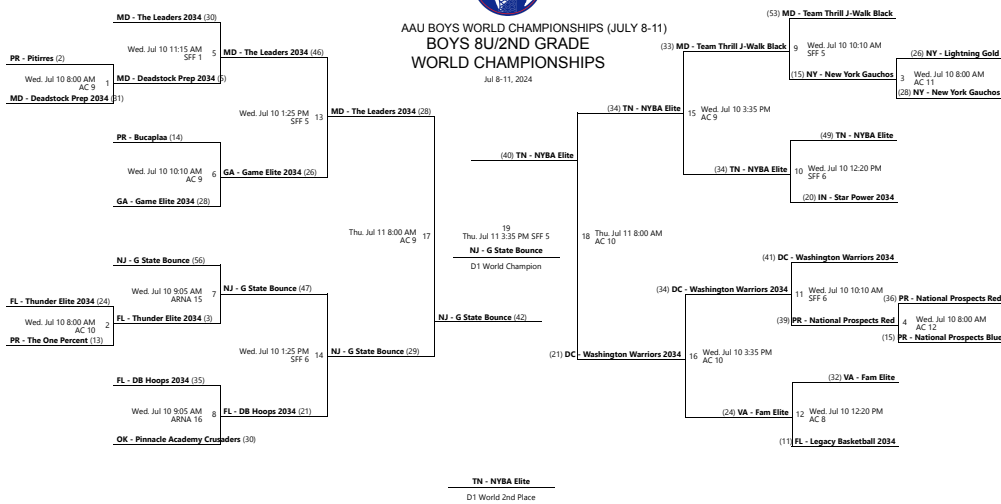 AAU BOYS WORLD CHAMPIONSHIPS (JULY 8-11)
BOYS 8U/2ND GRADE
WORLD CHAMPIONSHIPS
Jul 8-11, 2024
MD - The Leaders 2034 (30)
Wed. Jul 10 11:15 AM
SFF 1
5
MD - The Leaders 2034 (46)
PR - Pitirres (2)
Wed. Jul 10 8:00 AM
AC 9
1
MD - Deadstock Prep 2034 (6)
MD - Deadstock Prep 2034 (31)
Wed. Jul 10 1:25 PM
SFF 5
13
MD - The Leaders 2034 (28)
PR - Bucaplaa (14)
Wed. Jul 10 10:10 AM
AC 9
6
GA - Game Elite 2034 (26)
GA - Game Elite 2034 (28)
Thu. Jul 11 8:00 AM
AC 9
17
NJ - G State Bounce (56)
Wed. Jul 10 9:05 AM
ARNA 15
7
NJ - G State Bounce (47)
FL - Thunder Elite 2034 (24)
Wed. Jul 10 8:00 AM
AC 10
2
FL - Thunder Elite 2034 (3)
PR - The One Percent (13)
NJ - G State Bounce (42)
Wed. Jul 10 1:25 PM
SFF 6
14
NJ - G State Bounce (29)
FL - DB Hoops 2034 (35)
Wed. Jul 10 9:05 AM
ARNA 16
8
FL - DB Hoops 2034 (21)
OK - Pinnacle Academy Crusaders (30)
(40) TN - NYBA Elite
19
Thu. Jul 11 3:35 PM SFF 5
NJ - G State Bounce
D1 World Champion
(53) MD - Team Thrill J-Walk Black
(33) MD - Team Thrill J-Walk Black
9
Wed. Jul 10 10:10 AM
SFF 5
(26) NY - Lightning Gold
(15) NY - New York Gauchos
3
Wed. Jul 10 8:00 AM
AC 11
(28) NY - New York Gauchos
(34) TN - NYBA Elite
15
Wed. Jul 10 3:35 PM
AC 9
(49) TN - NYBA Elite
(34) TN - NYBA Elite
10
Wed. Jul 10 12:20 PM
SFF 6
(20) IN - Star Power 2034
18
Thu. Jul 11 8:00 AM
AC 10
(41) DC - Washington Warriors 2034
(34) DC - Washington Warriors 2034
11
Wed. Jul 10 10:10 AM
SFF 6
(36) PR - National Prospects Red
(39) PR - National Prospects Red
4
Wed. Jul 10 8:00 AM
AC 12
(15) PR - National Prospects Blue
(21) DC - Washington Warriors 2034
16
Wed. Jul 10 3:35 PM
AC 10
(32) VA - Fam Elite
(24) VA - Fam Elite
12
Wed. Jul 10 12:20 PM
AC 8
(11) FL - Legacy Basketball 2034
TN - NYBA Elite
D1 World 2nd Place